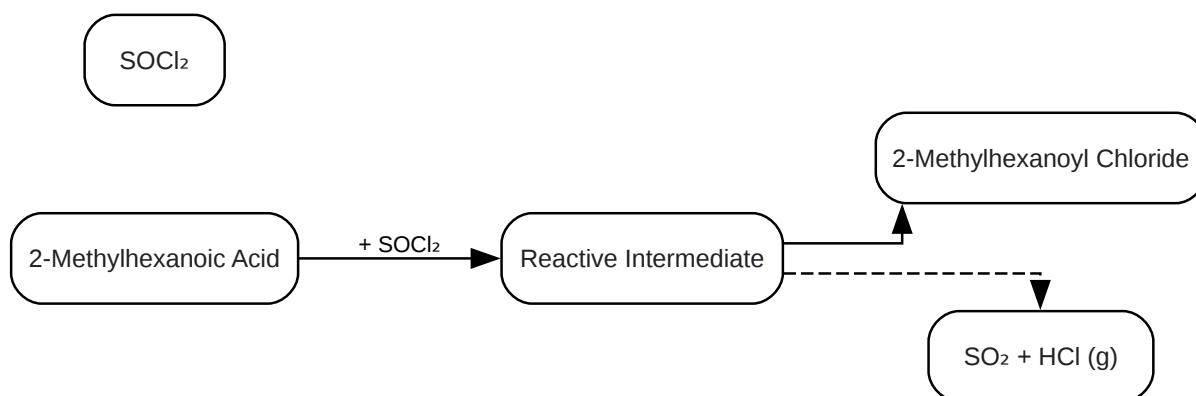 SOCl₂
2-Methylhexanoyl Chloride
2-Methylhexanoic Acid
+ SOCl₂
Reactive Intermediate
SO₂ + HCl (g)